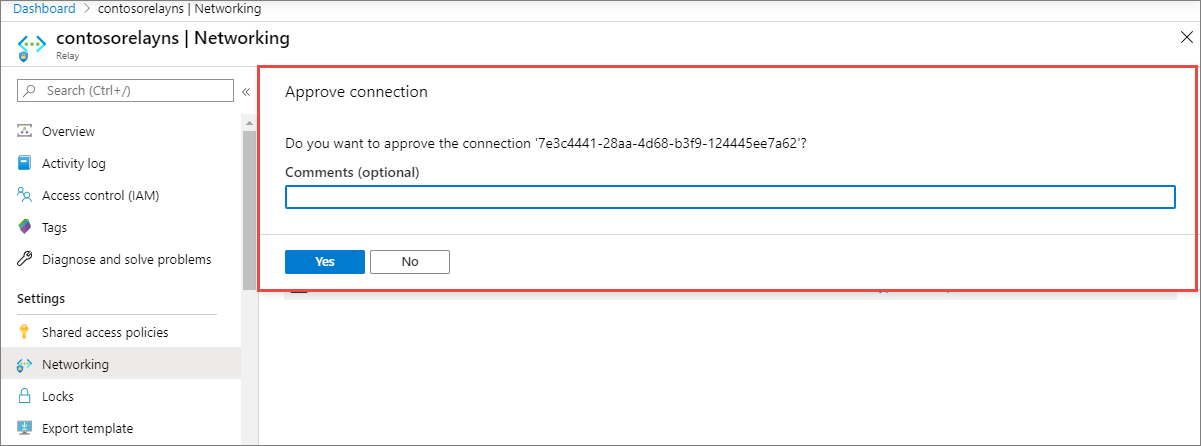 Dashboard > contosorelayns | Networking
contosorelayns | Networking
Relay
Search (Ctrl+/)
Overview
Activity log
Access control (IAM)
Tags
Diagnose and solve problems
Settings
Shared access policies
Networking
Locks
Export template
Approve connection
Do you want to approve the connection '7e3c4441-28aa-4d68-b3f9-124445ee7a62'?
Comments (optional)
Yes No